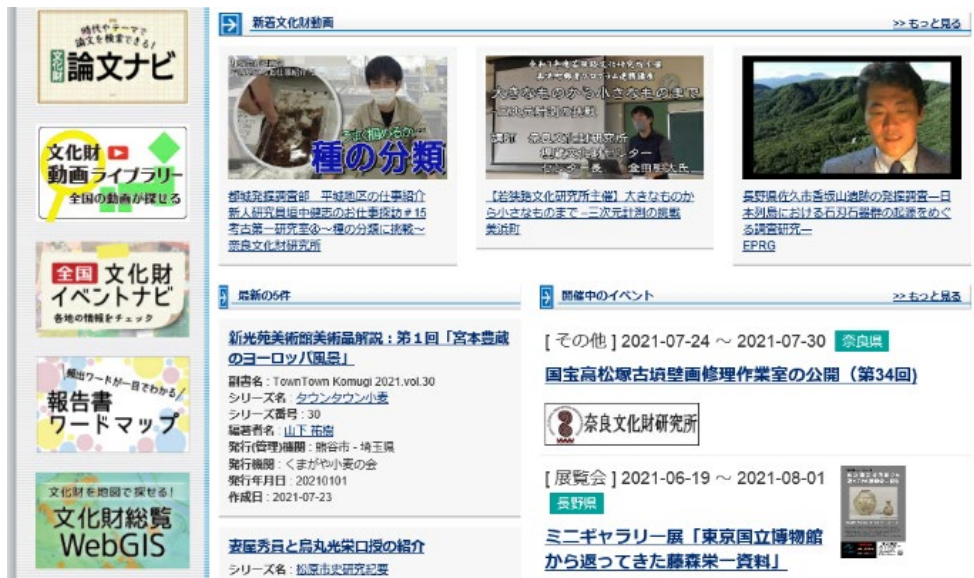 時代やテーマで
論文を検索できる!
文化財
論文ナビ
文化財
動画ライブラリー
全国の動画が探せる
全国 文化財
イベントナビ
各地の情報をチェック
頻出ワードが一目でわかる
報告書
ワードマップ
文化財を地図で探せる!
文化財総覧
WebGIS
新着文化財動画
>> もっと見る
種の分類
都城発掘調査部 平城地区の仕事紹介
新人研究員垣中健志のお仕事探訪#15
考古第一研究室④~種の分類に挑戦~
奈良文化財研究所
大きなものから小さなものまで
【若狭路文化研究所主催】大きなものか
ら小さなものまで –三次元計測の挑戦
美浜町
長野県佐久市香坂山遺跡の発掘調査―日
本列島における石刃石器群の起源をめぐ
る調査研究―
EPRG
最新の5件
新光苑美術館美術品解説:第1回「宮本豊蔵
のヨーロッパ風景」
副書名 : TownTown Komugi 2021.vol.30
シリーズ名 : タウンタウン小麦
シリーズ番号 : 30
編著者名 : 山下 祐樹
発行(管理)機関 : 熊谷市 - 埼玉県
発行機関 : くまがや小麦の会
発行年月日 : 20210101
作成日 : 2021-07-23
妻屋秀員と烏丸光栄口授の紹介
シリーズ名 : 松原市史研究紀要
開催中のイベント
>> もっと見る
[ その他 ] 2021-07-24 ~ 2021-07-30 奈良県
国宝高松塚古墳壁画修理作業室の公開(第34回)
奈良文化財研究所
[ 展覧会 ] 2021-06-19 ~ 2021-08-01
長野県
ミニギャラリー展「東京国立博物館
から返ってきた藤森栄一資料」